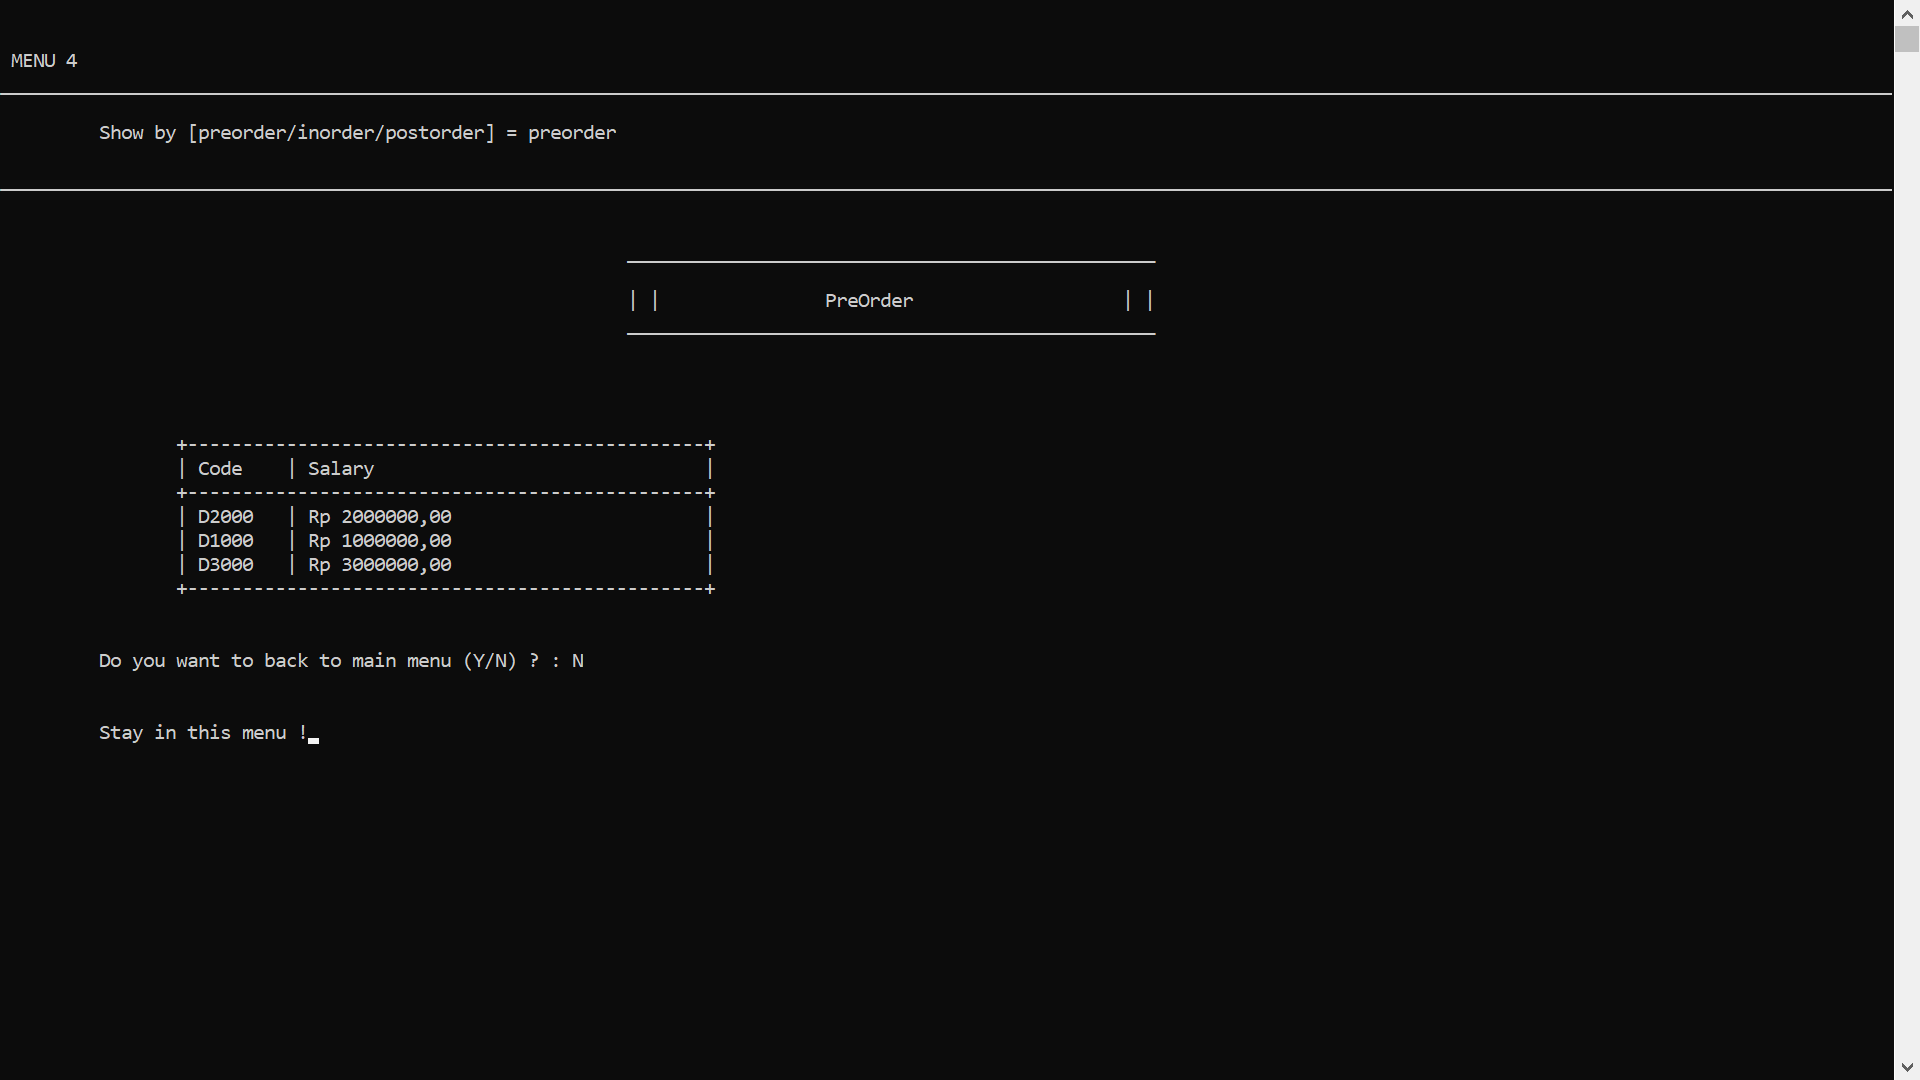 MENU 4
Show by [preorder/inorder/postorder] = preorder
| | PreOrder | |
+-----------------------------------------------+
| Code | Salary |
+-----------------------------------------------+
| D2000 | Rp 2000000,00 |
| D1000 | Rp 1000000,00 |
| D3000 | Rp 3000000,00 |
+-----------------------------------------------+
Do you want to back to main menu (Y/N) ? : N
Stay in this menu !